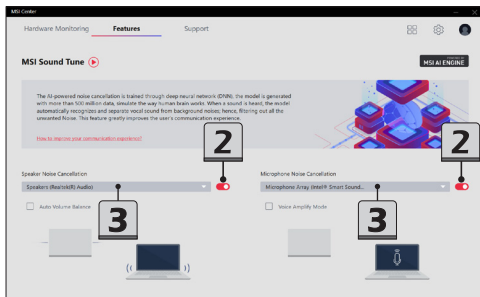 MSI Center
Hardware Monitoring Features Support
MSI Sound Tune
POWERED BY
MSI AI ENGINE
The AI-powered noise cancellation is trained through deep neural network (DNN), the model is generated
with more than 500 million data, simulate the way human brain works. When a sound is heard, the model
automatically recognizes and separate vocal sound from background noises; hence, filtering out all the
unwanted Noise. This feature greatly improves the user's communication experience.
How to improve your communication experience?
2
2
Speaker Noise Cancellation
Microphone Noise Cancellation
Speakers (Realtek(R) Audio)
Microphone Array (Intel® Smart Sound...
Auto Volume Balance
Voice Amplify Mode
3
3